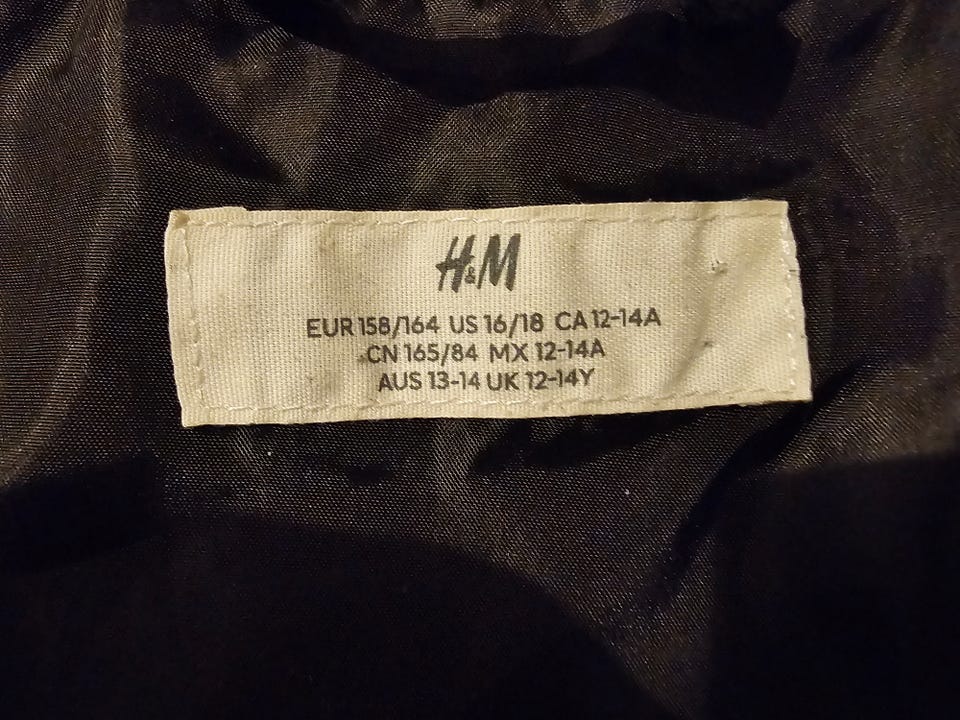 H&M
EUR 158/164 US 16/18 CA 12-14A
CN 165/84 MX 12-14A
AUS 13-14 UK 12-14Y